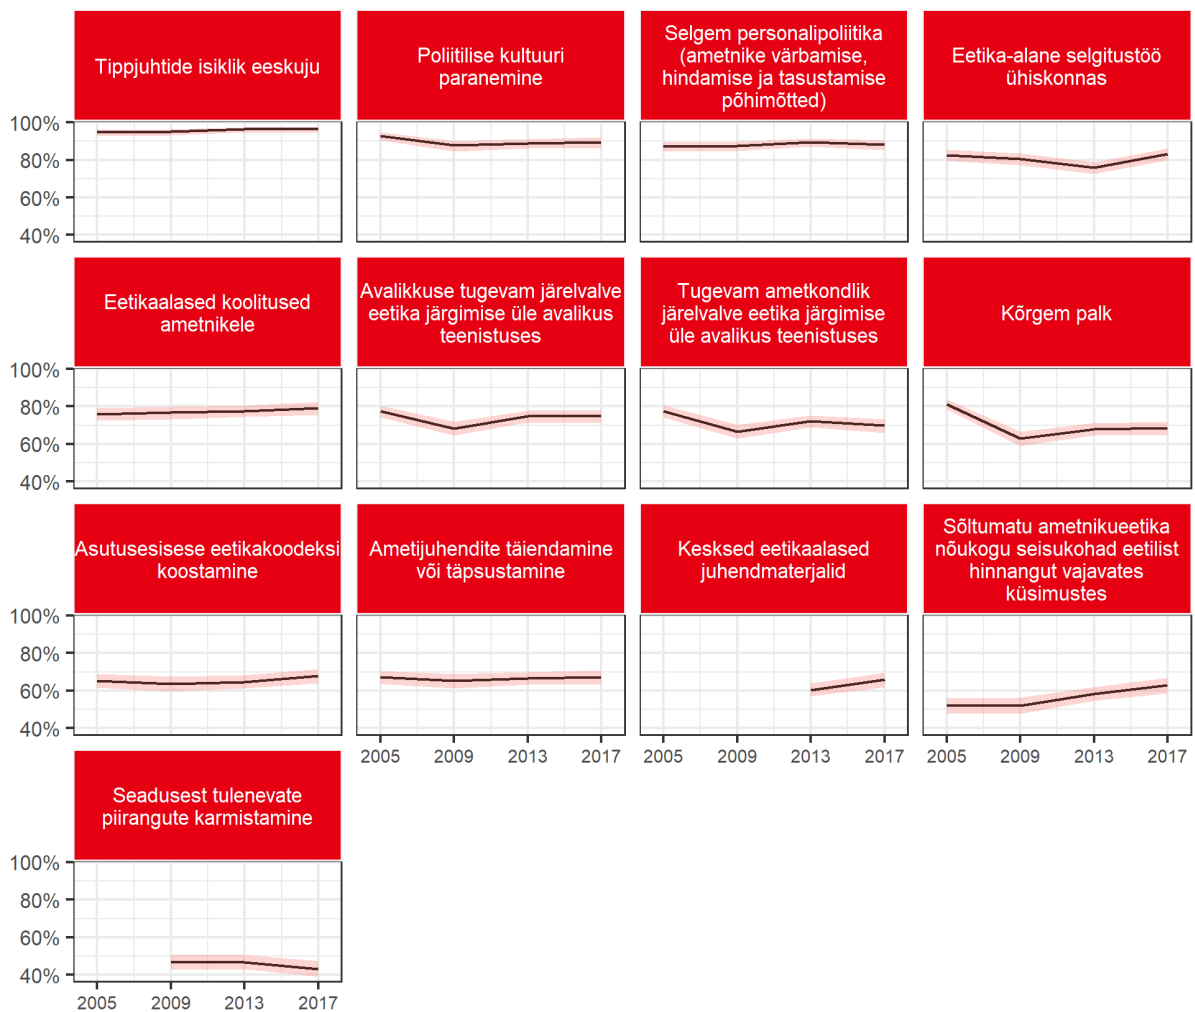 Tippjuhtide isiklik eeskuju
Poliitilise kultuuri
paranemine
Selgem personalipoliitika
(ametnike värbamise,
hindamise ja tasustamise
põhimõtted)
Eetika-alane selgitustöö
ühiskonnas
100%
80%
60%
40%
Eetikaalased koolitused
ametnikele
Avalikkuse tugevam järelvalve
eetika järgimise üle avalikus
teenistuses
Tugevam ametkondlik
järelvalve eetika järgimise
üle avalikus teenistuses
Kõrgem palk
100%
80%
60%
40%
Asutusesisese eetikakoodeksi
koostamine
Ametijuhendite täiendamine
või täpsustamine
Kesksed eetikaalased
juhendmaterjalid
Sõltumatu ametnikueetika
nõukogu seisukohad eetilist
hinnangut vajavates
küsimustes
100%
80%
60%
40%
2005 2009 2013 2017
2005 2009 2013 2017
2005 2009 2013 2017
Seadusest tulenevate
piirangute karmistamine
100%
80%
60%
40%
2005 2009 2013 2017